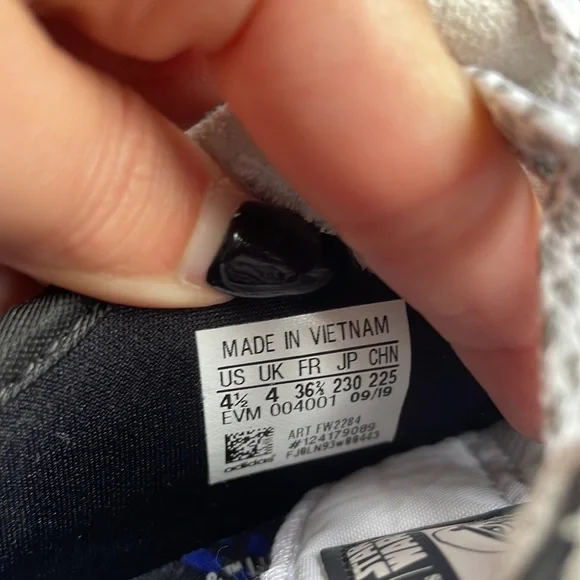 MADE IN VIETNAM
US UK FR JP CHN
4½ 4 36⅔ 230 225
EVM 004001 09/19
ART FW2284
#124179089
adidas